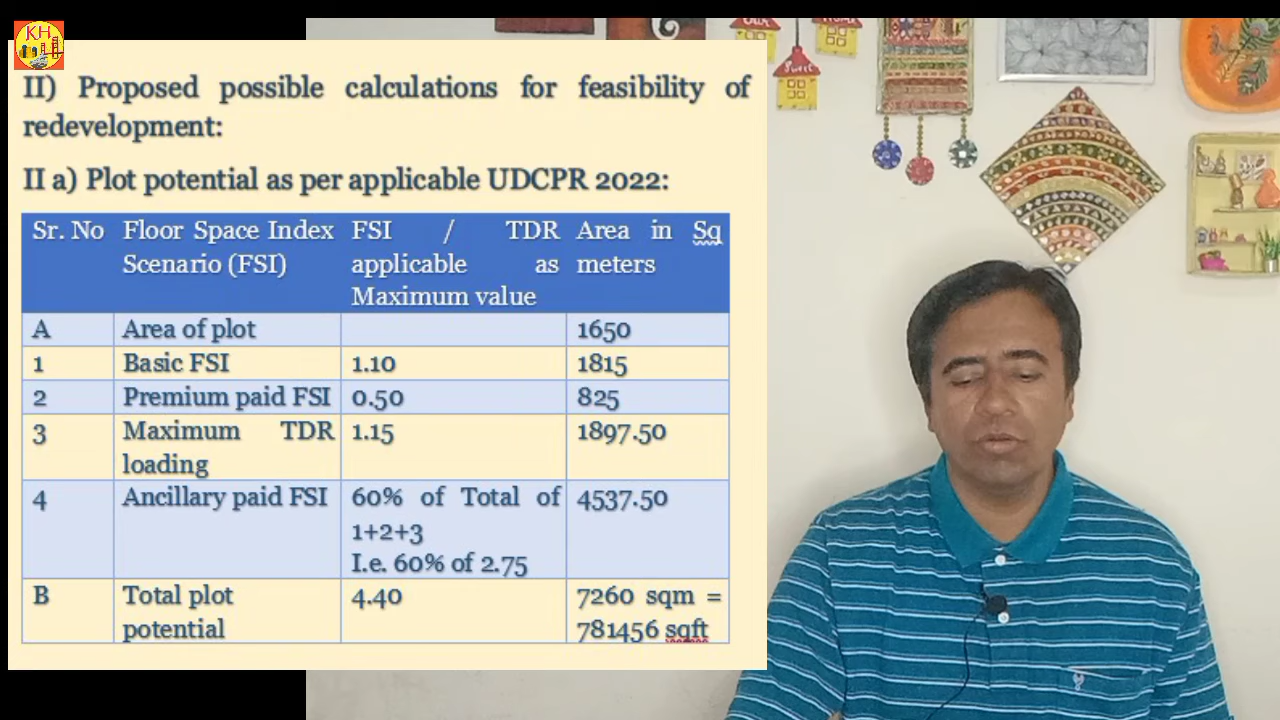 KH
II) Proposed possible calculations for feasibility of
redevelopment:
II a) Plot potential as per applicable UDCPR 2022:
Sr. No Floor Space Index FSI / TDR Area in Sq
Scenario (FSI) applicable as meters
Maximum value
A Area of plot 1650
1 Basic FSI 1.10 1815
2 Premium paid FSI 0.50 825
3 Maximum TDR 1.15 1897.50
loading
4 Ancillary paid FSI 60% of Total of 4537.50
1+2+3
I.e. 60% of 2.75
B Total plot 4.40 7260 sqm =
potential 781456 sqft
Sweet